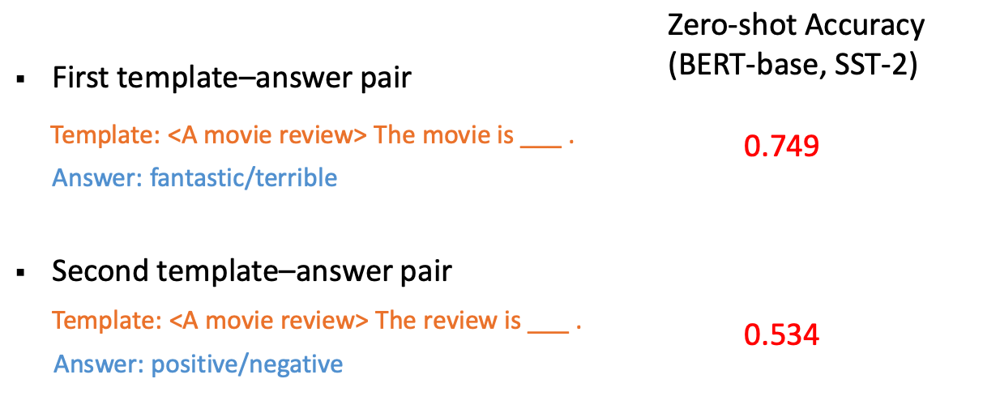 Zero-shot Accuracy
(BERT-base, SST-2)
▪ First template–answer pair
Template: <A movie review> The movie is ___ .
0.749
Answer: fantastic/terrible
▪ Second template–answer pair
Template: <A movie review> The review is ___ .
0.534
Answer: positive/negative